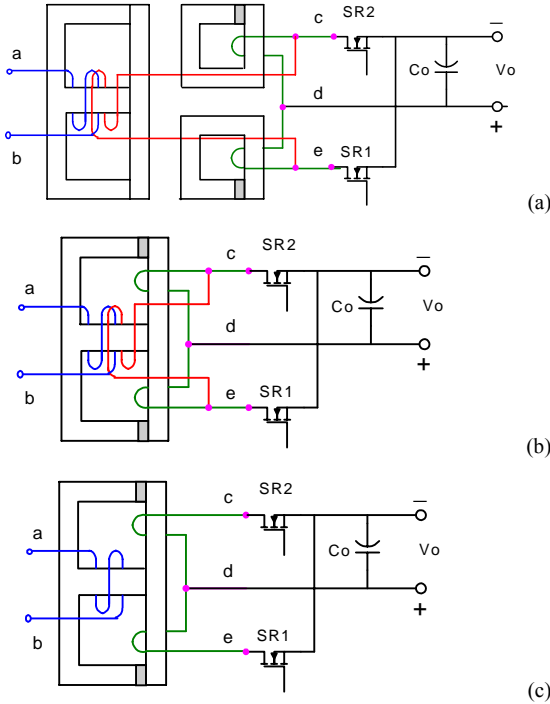 c
SR2
–
a
Co
Vo
d
+
b
e
SR1
(a)
c
SR2
–
a
Co
Vo
d
+
b
e
SR1
(b)
c
SR2
–
a
Co
Vo
d
+
b
e
SR1
(c)